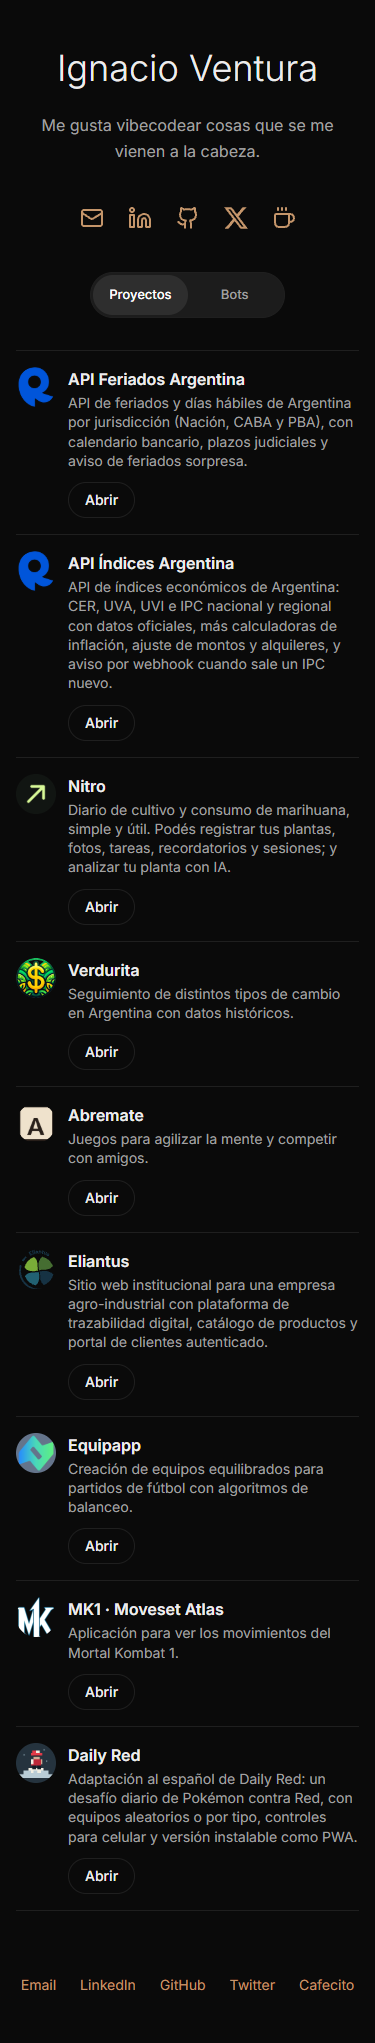 Ignacio Ventura
Me gusta vibecodear cosas que se me
vienen a la cabeza.
Proyectos
Bots
API Feriados Argentina
API de feriados y días hábiles de Argentina
por jurisdicción (Nación, CABA y PBA), con
calendario bancario, plazos judiciales y
aviso de feriados sorpresa.
Abrir
API Índices Argentina
API de índices económicos de Argentina:
CER, UVA, UVI e IPC nacional y regional
con datos oficiales, más calculadoras de
inflación, ajuste de montos y alquileres, y
aviso por webhook cuando sale un IPC
nuevo.
Abrir
Nitro
Diario de cultivo y consumo de marihuana,
simple y útil. Podés registrar tus plantas,
fotos, tareas, recordatorios y sesiones; y
analizar tu planta con IA.
Abrir
$
Verdurita
Seguimiento de distintos tipos de cambio
en Argentina con datos históricos.
Abrir
A
Abremate
Juegos para agilizar la mente y competir
con amigos.
Abrir
Eliantus
Sitio web institucional para una empresa
agro-industrial con plataforma de
trazabilidad digital, catálogo de productos y
portal de clientes autenticado.
Abrir
Equipapp
Creación de equipos equilibrados para
partidos de fútbol con algoritmos de
balanceo.
Abrir
MK
MK1 · Moveset Atlas
Aplicación para ver los movimientos del
Mortal Kombat 1.
Abrir
Daily Red
Adaptación al español de Daily Red: un
desafío diario de Pokémon contra Red, con
equipos aleatorios o por tipo, controles
para celular y versión instalable como PWA.
Abrir
Email LinkedIn GitHub Twitter Cafecito